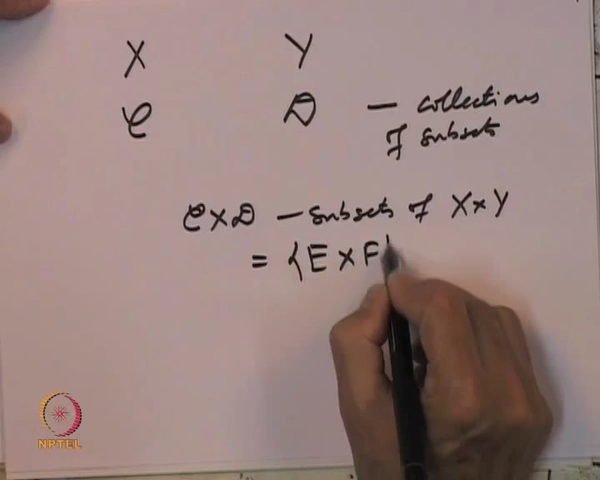 X Y
𝒞 𝒟 — collections
of subsets
𝒞 × 𝒟 — subsets of X × Y
= {E × F |
NPTEL